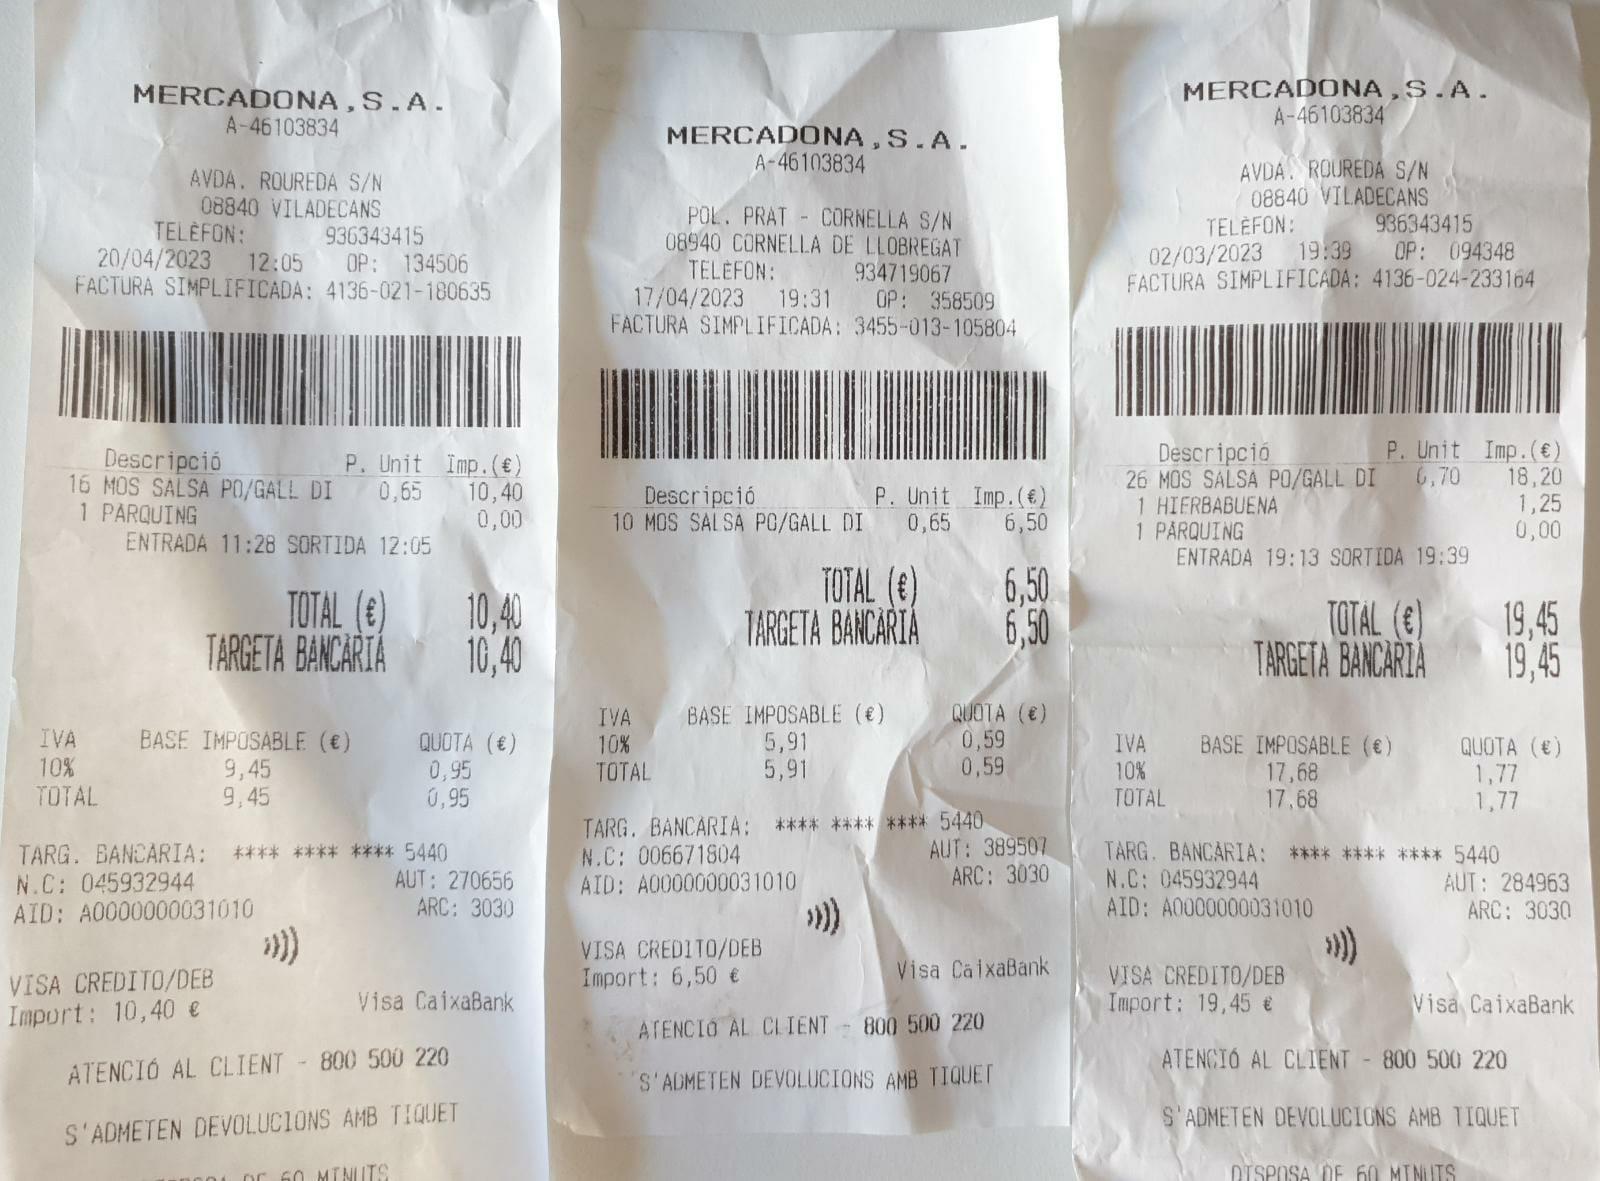 MERCADONA,S.A.
A-46103834
AVDA. ROUREDA S/N
08840 VILADECANS
TELÈFON: 936343415
20/04/2023 12:05 OP: 134506
FACTURA SIMPLIFICADA: 4136-021-180635
Descripció P. Unit Imp.(€)
16 MOS SALSA PO/GALL DI 0,65 10,40
1 PÀRQUING 0,00
ENTRADA 11:28 SORTIDA 12:05
TOTAL (€) 10,40
TARGETA BANCÀRIA 10,40
IVA BASE IMPOSABLE (€) QUOTA (€)
10% 9,45 0,95
TOTAL 9,45 0,95
TARG. BANCÀRIA: **** **** **** 5440
N.C: 045932944 AUT: 270656
AID: A0000000031010 ARC: 3030
VISA CREDITO/DEB
Import: 10,40 € Visa CaixaBank
ATENCIÓ AL CLIENT - 800 500 220
S'ADMETEN DEVOLUCIONS AMB TIQUET
DE 60 MINUTS
MERCADONA,S.A.
A-46103834
POL. PRAT - CORNELLA S/N
08940 CORNELLA DE LLOBREGAT
TELÈFON: 934719067
17/04/2023 19:31 OP: 358509
FACTURA SIMPLIFICADA: 3455-013-105804
Descripció P. Unit Imp.(€)
10 MOS SALSA PO/GALL DI 0,65 6,50
TOTAL (€) 6,50
TARGETA BANCÀRIA 6,50
IVA BASE IMPOSABLE (€) QUOTA (€)
10% 5,91 0,59
TOTAL 5,91 0,59
TARG. BANCÀRIA: **** **** **** 5440
N.C: 006671804 AUT: 389507
AID: A0000000031010 ARC: 3030
VISA CREDITO/DEB
Import: 6,50 € Visa CaixaBank
ATENCIÓ AL CLIENT - 800 500 220
S'ADMETEN DEVOLUCIONS AMB TIQUET
MERCADONA,S.A.
A-46103834
AVDA. ROUREDA S/N
08840 VILADECANS
TELÈFON: 936343415
02/03/2023 19:39 OP: 094348
FACTURA SIMPLIFICADA: 4136-024-233164
Descripció P. Unit Imp.(€)
26 MOS SALSA PO/GALL DI 0,70 18,20
1 HIERBABUENA 1,25
1 PÀRQUING 0,00
ENTRADA 19:13 SORTIDA 19:39
TOTAL (€) 19,45
TARGETA BANCÀRIA 19,45
IVA BASE IMPOSABLE (€) QUOTA (€)
10% 17,68 1,77
TOTAL 17,68 1,77
TARG. BANCÀRIA: **** **** **** 5440
N.C: 045932944 AUT: 284963
AID: A0000000031010 ARC: 3030
VISA CREDITO/DEB
Import: 19,45 € Visa CaixaBank
ATENCIÓ AL CLIENT - 800 500 220
S'ADMETEN DEVOLUCIONS AMB TIQUET
DISPOSA DE 60 MINUTS